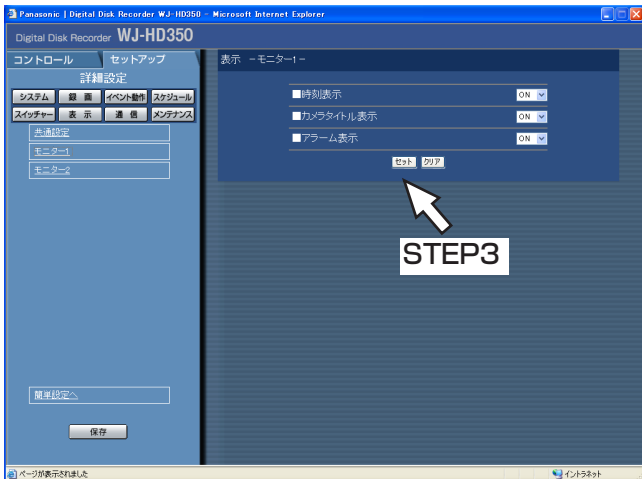 Panasonic | Digital Disk Recorder WJ-HD350 - Microsoft Internet Explorer
Digital Disk Recorder WJ-HD350
コントロール セットアップ
詳細設定
システム 録 画 イベント動作 スケジュール
スイッチャー 表 示 通 信 メンテナンス
共通設定
モニター1
モニター2
簡単設定へ
保存
表示 －モニター1－
■時刻表示 ON
■カメラタイトル表示 ON
■アラーム表示 ON
セット クリア
STEP3
ページが表示されました イントラネット